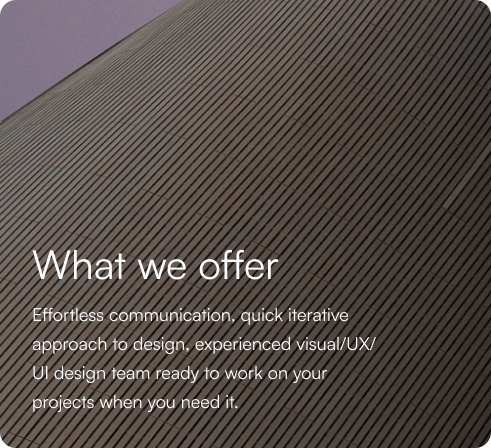 What we offer
Effortless communication, quick iterative
approach to design, experienced visual/UX/
UI design team ready to work on your
projects when you need it.